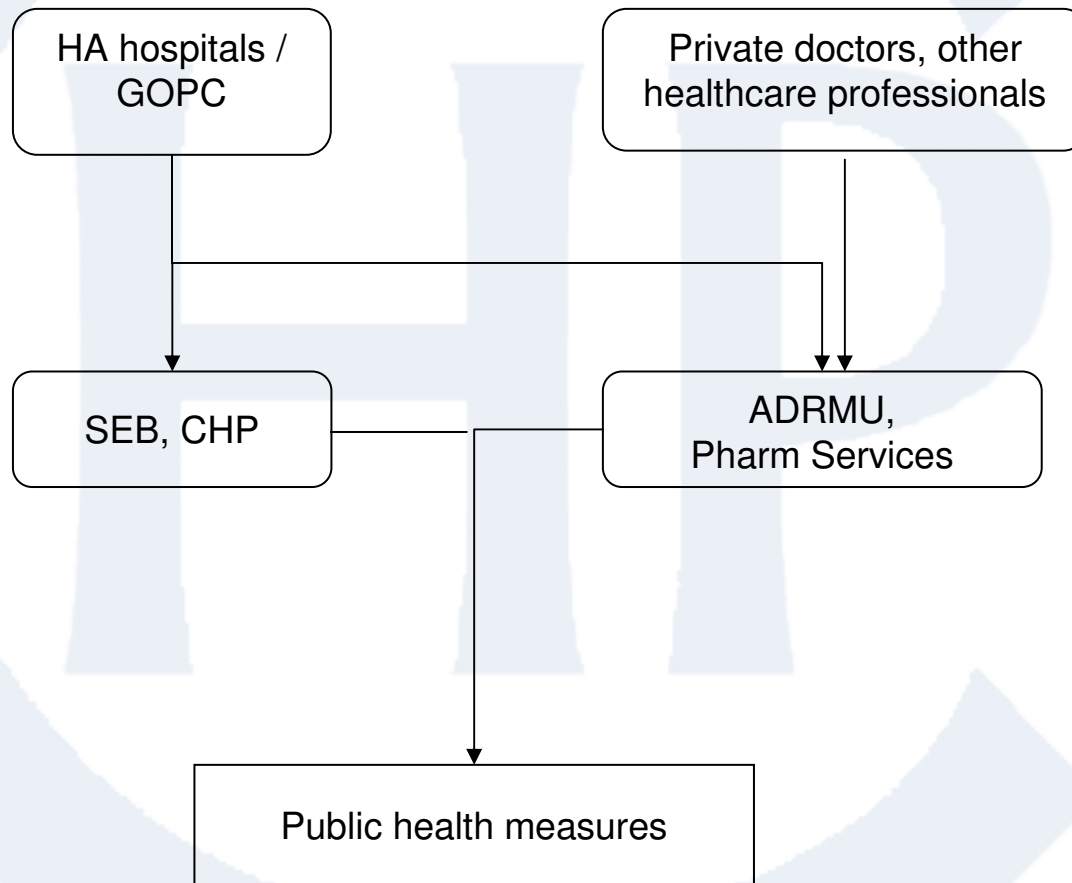 HA hospitals /
GOPC
Private doctors, other
healthcare professionals
SEB, CHP
ADRMU,
Pharm Services
Public health measures